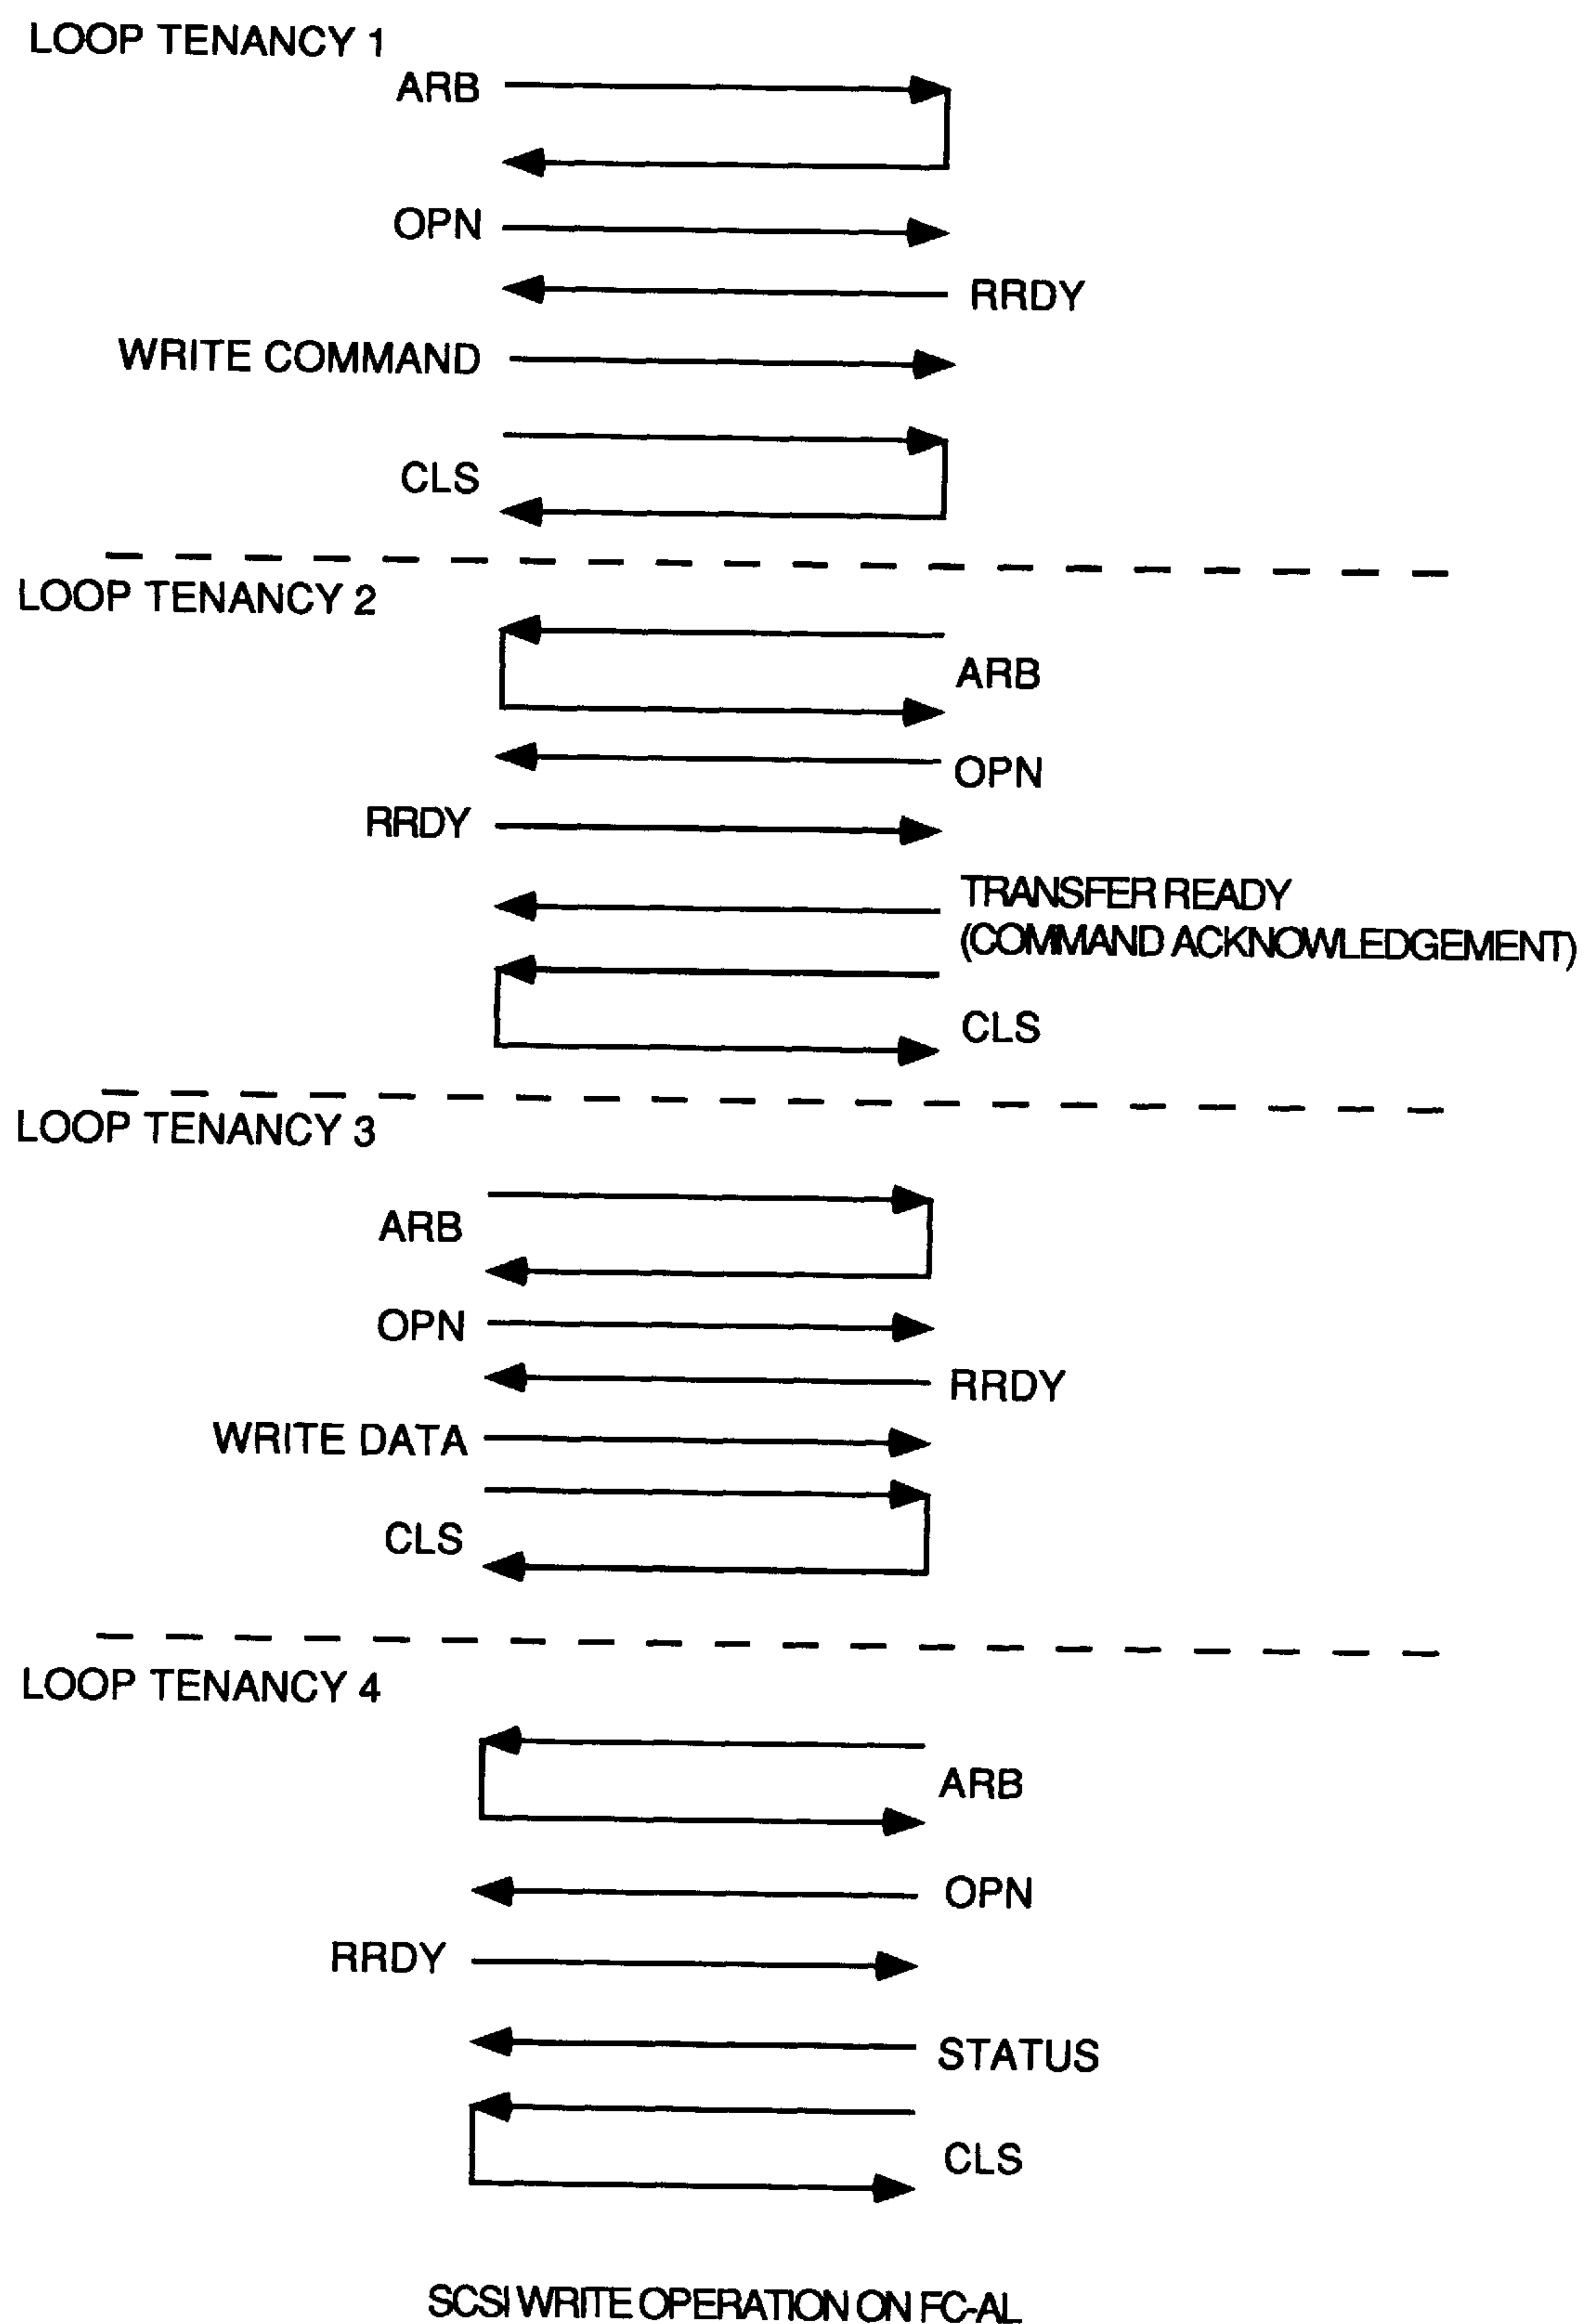 LOOP TENANCY 1
ARB
OPN
RRDY
WRITE COMMAND
CLS
LOOP TENANCY 2
ARB
OPN
RRDY
TRANSFER READY
(COMMAND ACKNOWLEDGEMENT)
CLS
LOOP TENANCY 3
ARB
OPN
RRDY
WRITE DATA
CLS
LOOP TENANCY 4
ARB
OPN
RRDY
STATUS
CLS
SCSI WRITE OPERATION ON FC-AL